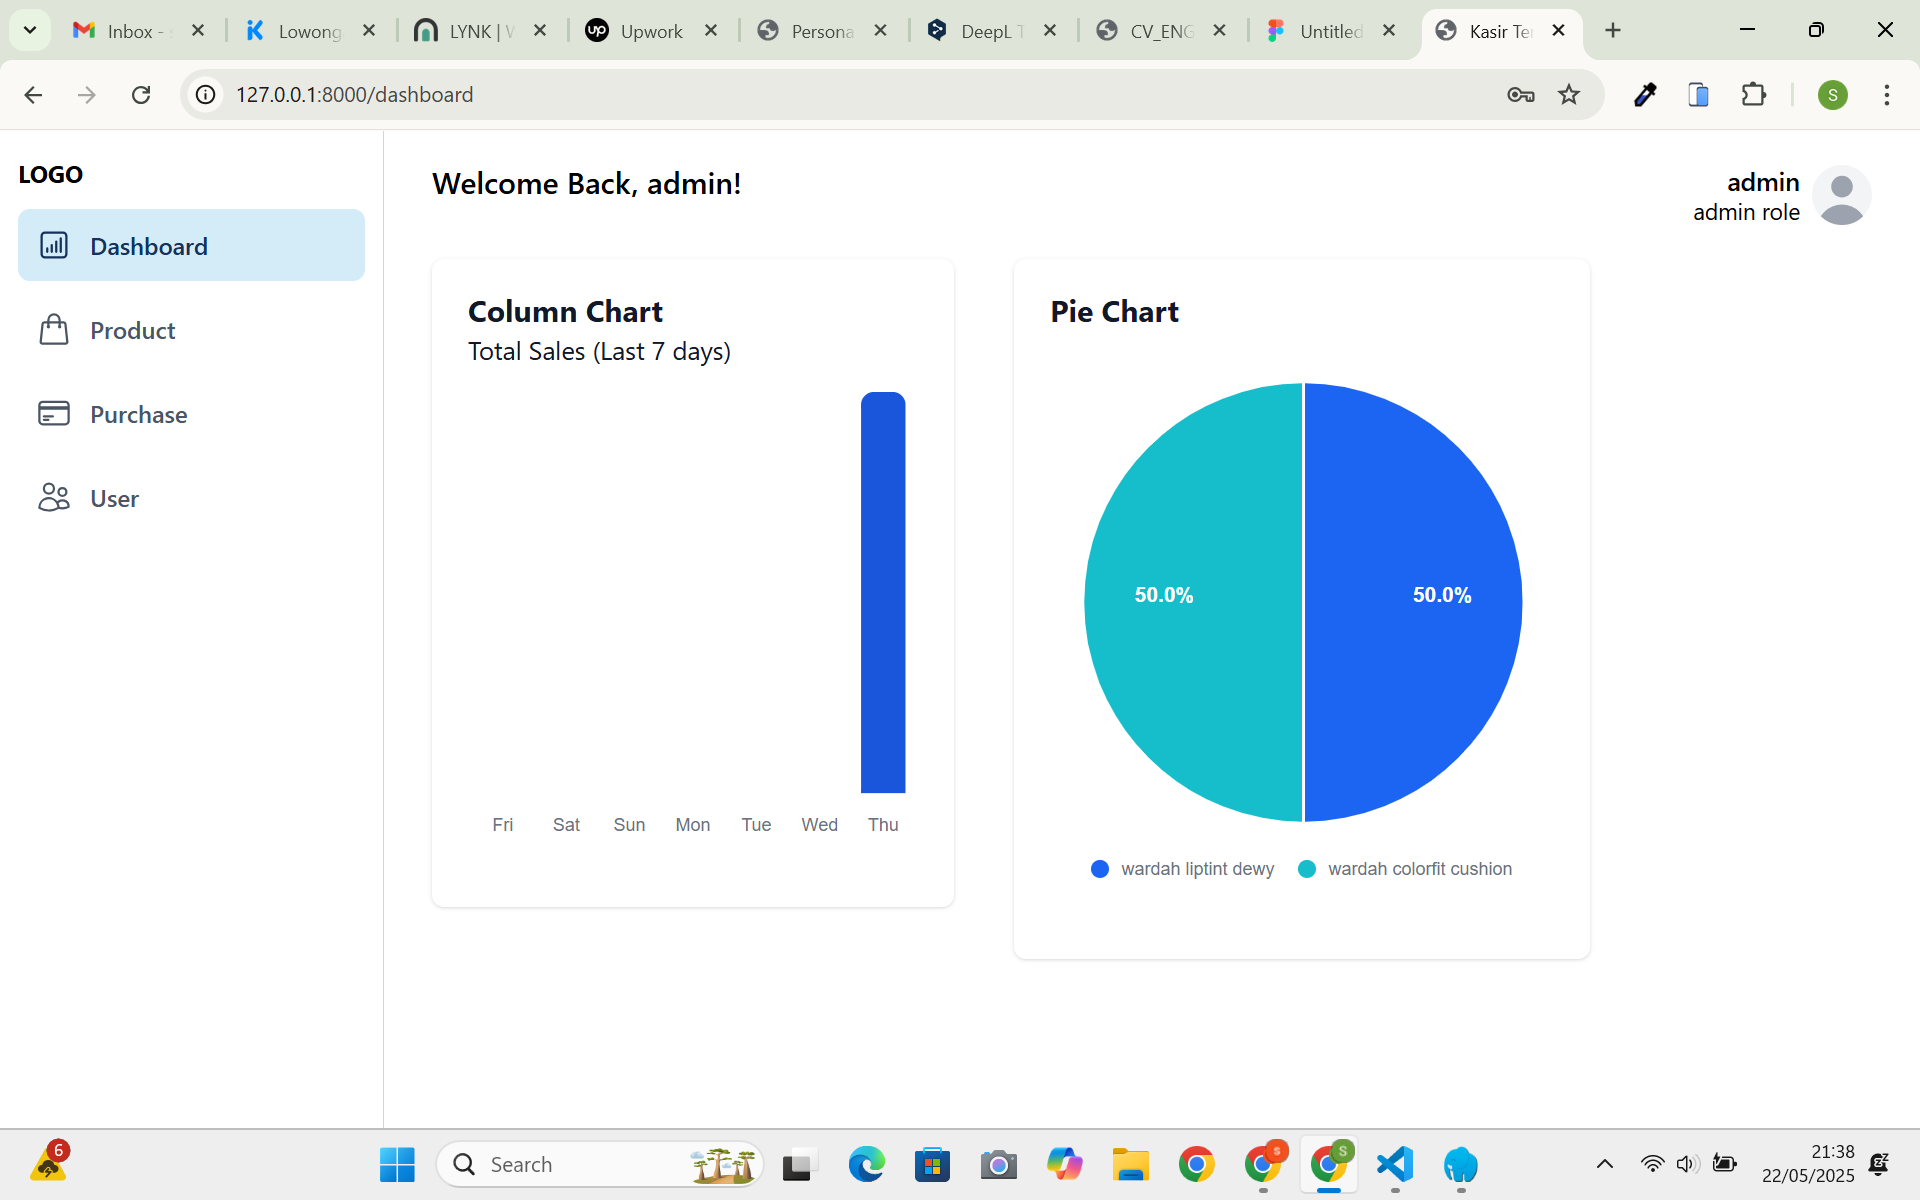 Inbox -
Lowong
LYNK |
Upwork
Persona
DeepL
CV_ENG
Untitled
Kasir Te
127.0.0.1:8000/dashboard
S
LOGO
Dashboard
Product
Purchase
User
Welcome Back, admin!
admin
admin role
Column Chart
Total Sales (Last 7 days)
Fri Sat Sun Mon Tue Wed Thu
Pie Chart
50.0% 50.0%
wardah liptint dewy wardah colorfit cushion
6
Search
S
S
21:38
22/05/2025